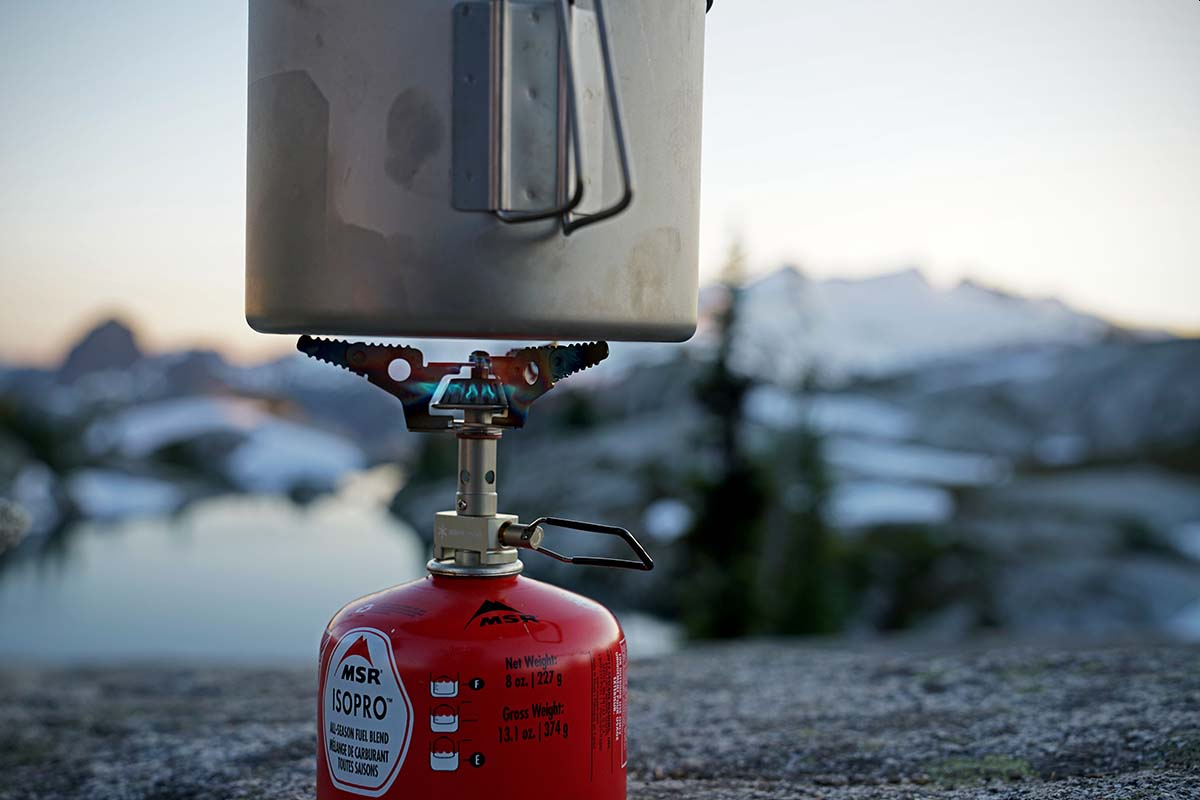 MSR
MSR
ISOPRO™
ALL-SEASON FUEL BLEND
MÉLANGE DE CARBURANT
TOUTES SAISONS
F
E
Net Weight:
8 oz. | 227 g
Gross Weight:
13.1 oz. | 374 g